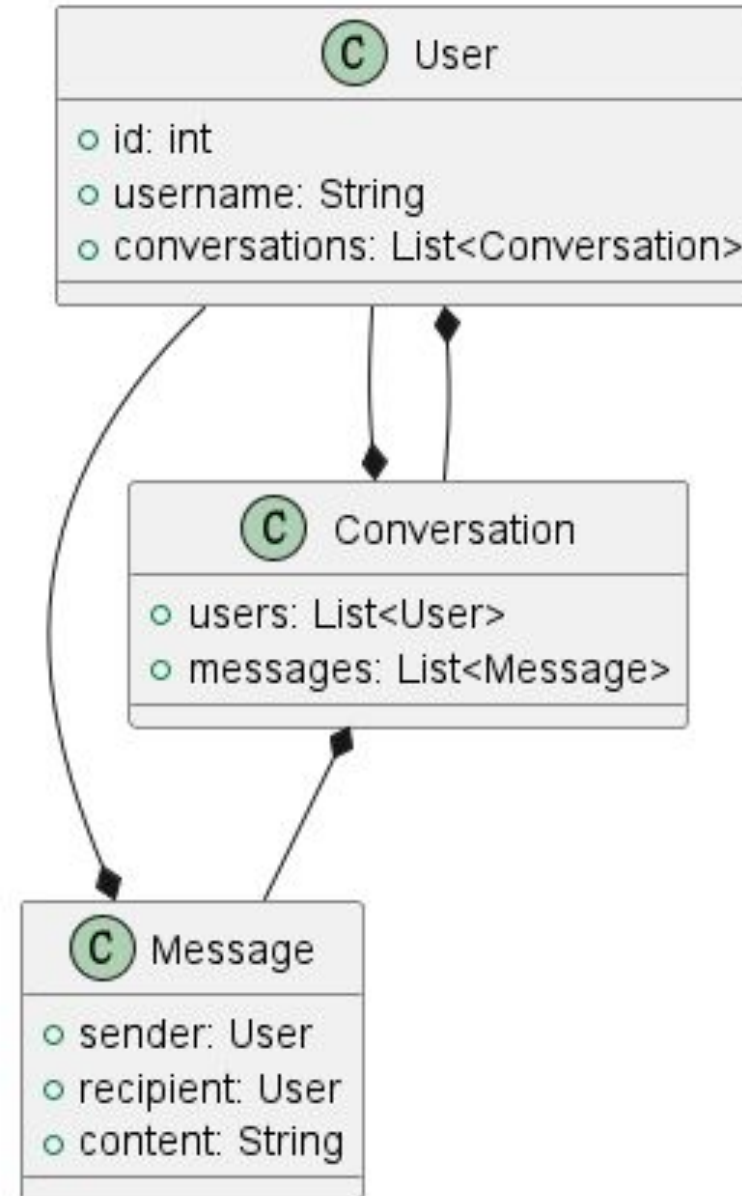 C User
id: int
username: String
conversations: List<Conversation>
C Conversation
users: List<User>
messages: List<Message>
C Message
sender: User
recipient: User
content: String